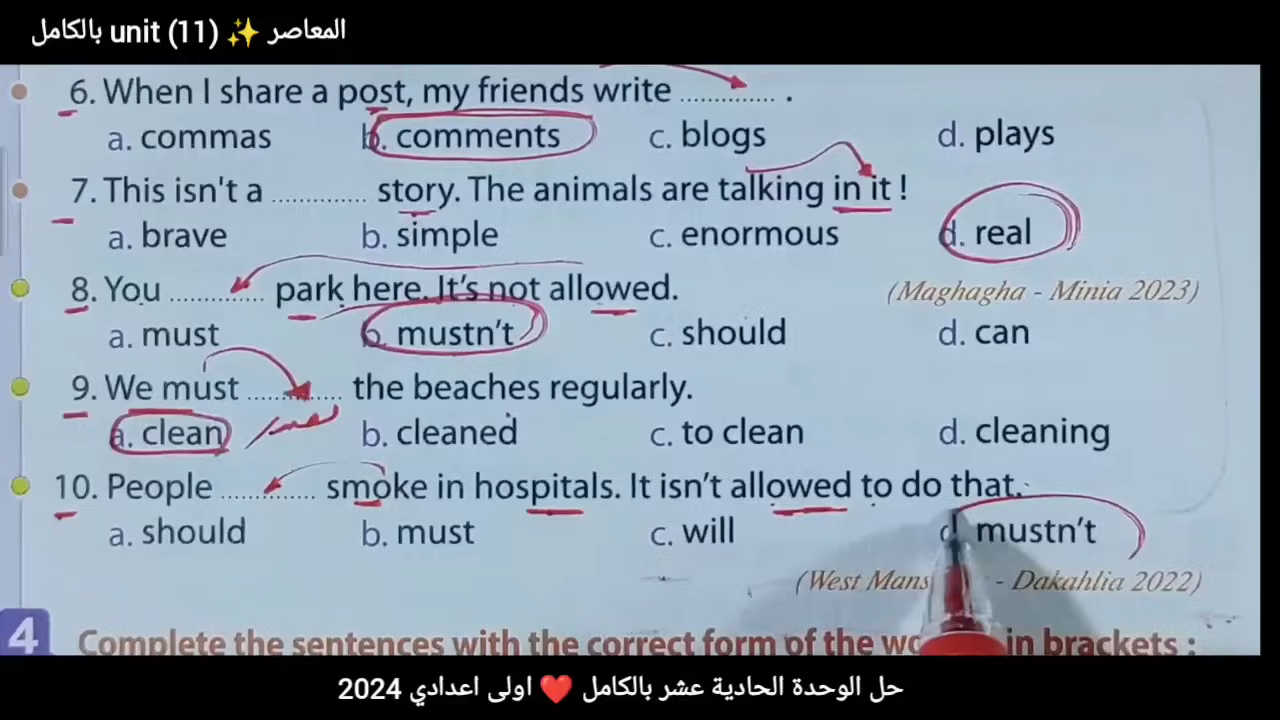 المعاصر ✨ unit (11) بالكامل
6. When I share a post, my friends write .............. .
a. commas b. comments c. blogs d. plays
7. This isn't a .............. story. The animals are talking in it !
a. brave b. simple c. enormous d. real
8. You .............. park here. It's not allowed. (Maghagha - Minia 2023)
a. must b. mustn't c. should d. can
9. We must .............. the beaches regularly.
a. clean b. cleaned c. to clean d. cleaning
10. People .............. smoke in hospitals. It isn't allowed to do that.
a. should b. must c. will d. mustn't
(West Mans - Dakahlia 2022)
4 Complete the sentences with the correct form of the in brackets :
حل الوحدة الحادية عشر بالكامل ❤️ اولى اعدادي 2024